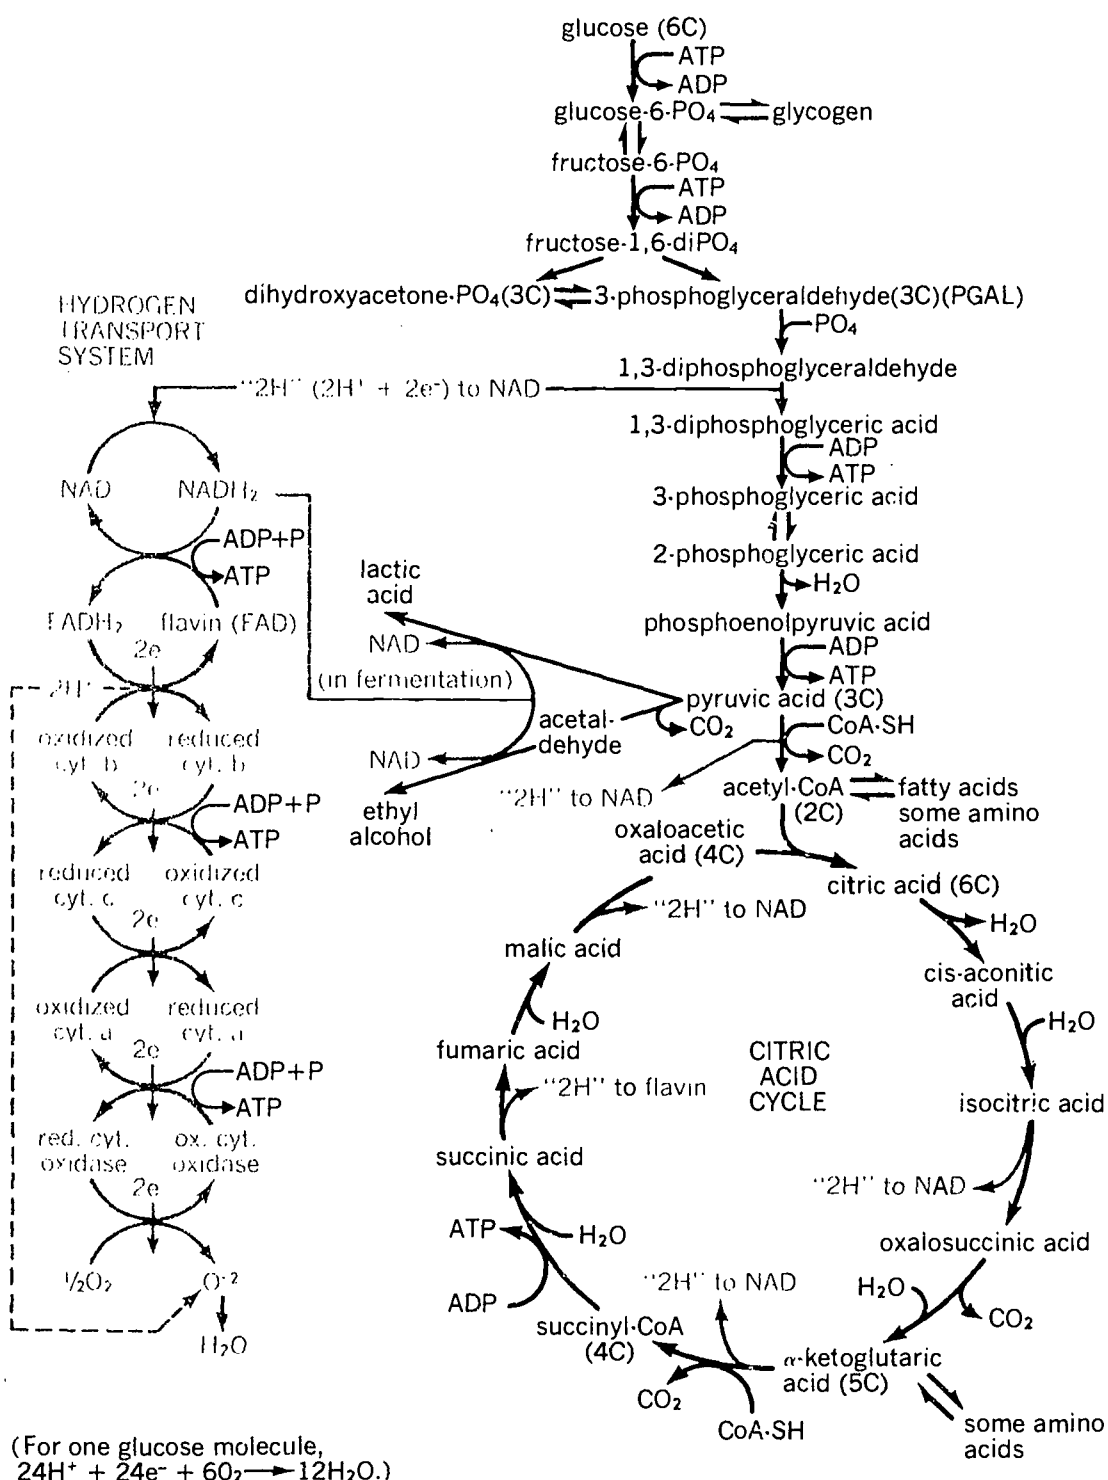 glucose (6C)
ATP
ADP
glucose-6-PO₄ glycogen
fructose-6-PO₄
ATP
ADP
fructose-1,6-diPO₄
dihydroxyacetone·PO₄(3C) 3-phosphoglyceraldehyde(3C)(PGAL)
PO₄
1,3-diphosphoglyceraldehyde
"2H" (2H⁺ + 2e⁻) to NAD
1,3-diphosphoglyceric acid
ADP
ATP
3-phosphoglyceric acid
2-phosphoglyceric acid
H₂O
phosphoenolpyruvic acid
ADP
ATP
pyruvic acid (3C)
CoA·SH
CO₂
"2H" to NAD
acetyl·CoA
(2C)
fatty acids
some amino
acids
HYDROGEN
TRANSPORT
SYSTEM
NAD NADH₂
ADP+P
ATP
FADH₂ flavin (FAD)
2e
2H⁺
oxidized reduced
cyt. b cyt. b
2e
ADP+P
ATP
reduced oxidized
cyt. c cyt. c
2e
oxidized reduced
cyt. a cyt. a
2e
ADP+P
ATP
red. cyt. ox. cyt.
oxidase oxidase
2e
½O₂ O⁻²
H₂O
lactic
acid
NAD
(in fermentation)
acetal-
dehyde
CO₂
NAD
ethyl
alcohol
oxaloacetic
acid (4C)
citric acid (6C)
H₂O
cis-aconitic
acid
H₂O
isocitric acid
"2H" to NAD
oxalosuccinic acid
H₂O
CO₂
α-ketoglutaric
acid (5C)
some amino
acids
CoA·SH
CO₂
"2H" to NAD
succinyl·CoA
(4C)
ADP
ATP
H₂O
succinic acid
"2H" to flavin
fumaric acid
H₂O
malic acid
"2H" to NAD
CITRIC
ACID
CYCLE
(For one glucose molecule,
24H⁺ + 24e⁻ + 6O₂ → 12H₂O.)